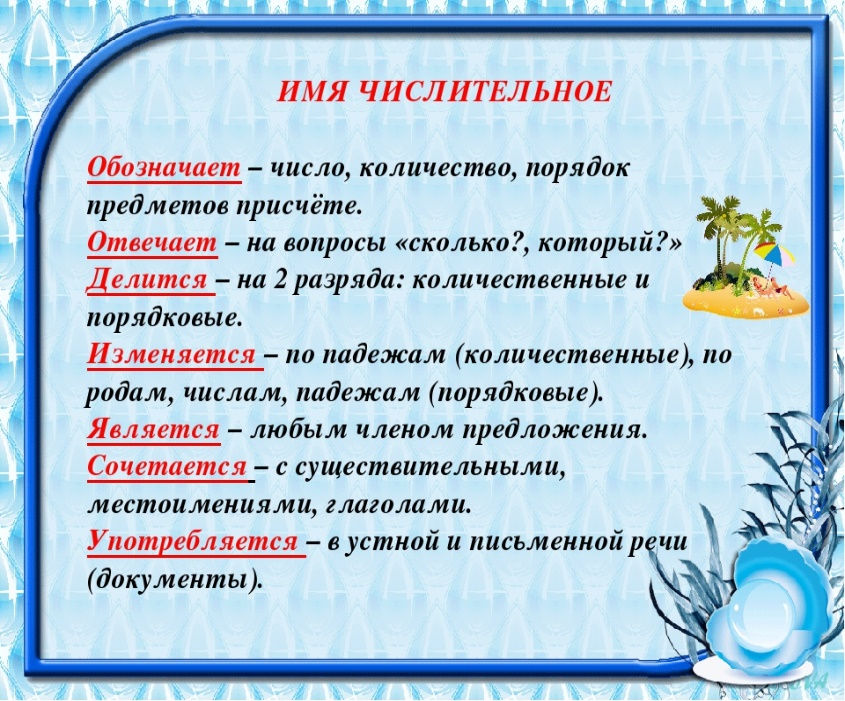 ИМЯ ЧИСЛИТЕЛЬНОЕ
Обозначает – число, количество, порядок
предметов присчёте.
Отвечает – на вопросы «сколько?, который?»
Делится – на 2 разряда: количественные и
порядковые.
Изменяется – по падежам (количественные), по
родам, числам, падежам (порядковые).
Является – любым членом предложения.
Сочетается – с существительными,
местоимениями, глаголами.
Употребляется – в устной и письменной речи
(документы).